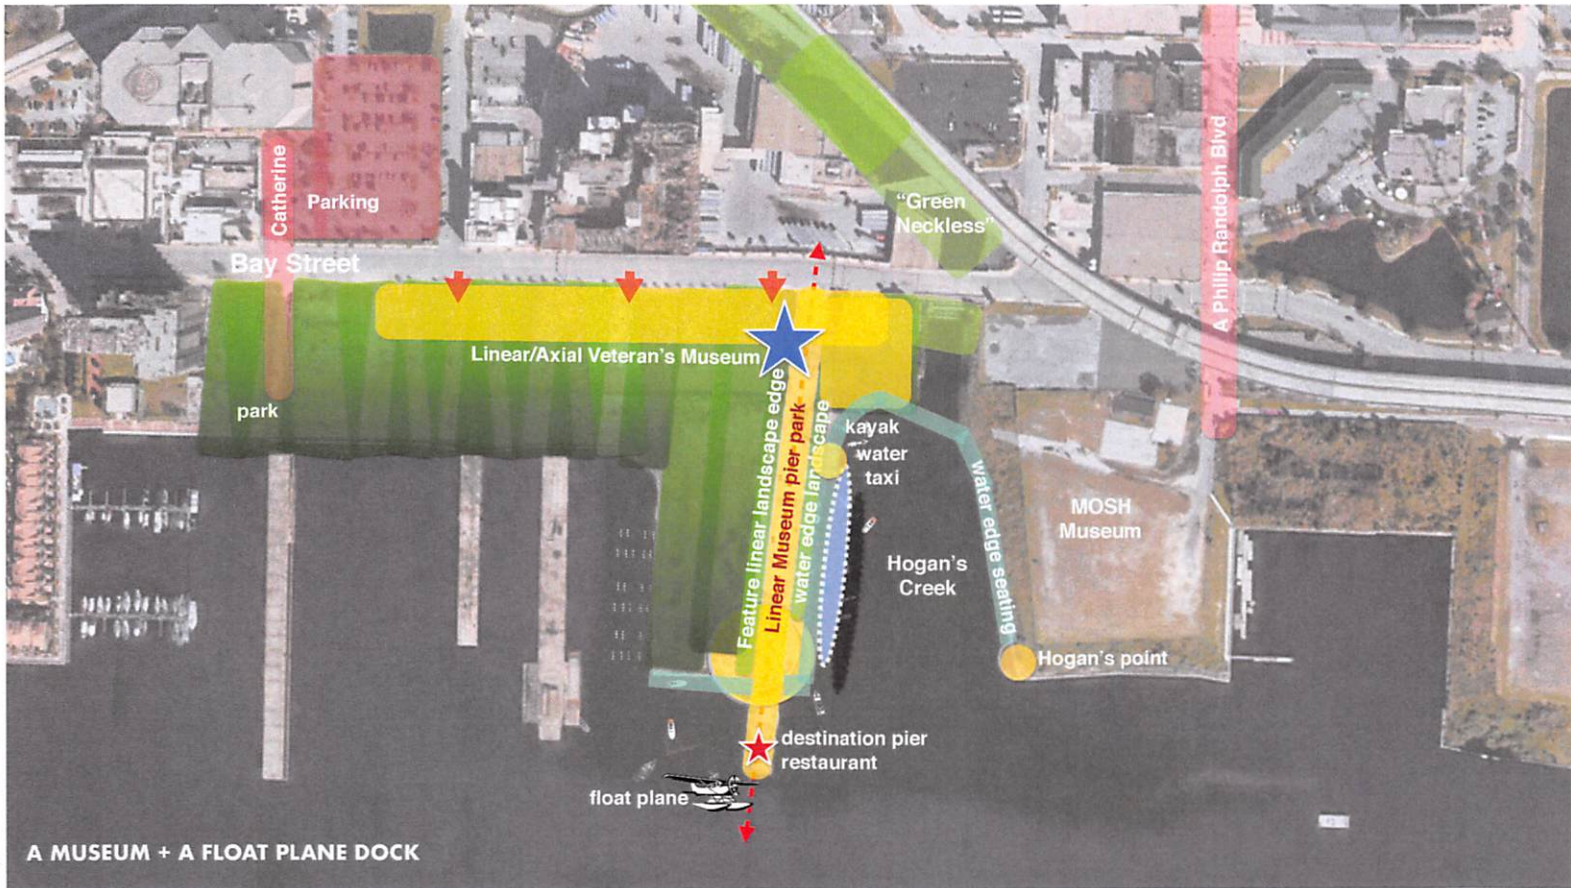 Catherine
Parking
"Green
Neckless"
A Philip Randolph Blvd
Bay Street
Linear/Axial Veteran's Museum
park
Feature linear landscape edge
Linear Museum pier park
water edge landscape
kayak
water
taxi
water edge seating
MOSH
Museum
Hogan's
Creek
Hogan's point
destination pier
restaurant
float plane
A MUSEUM + A FLOAT PLANE DOCK